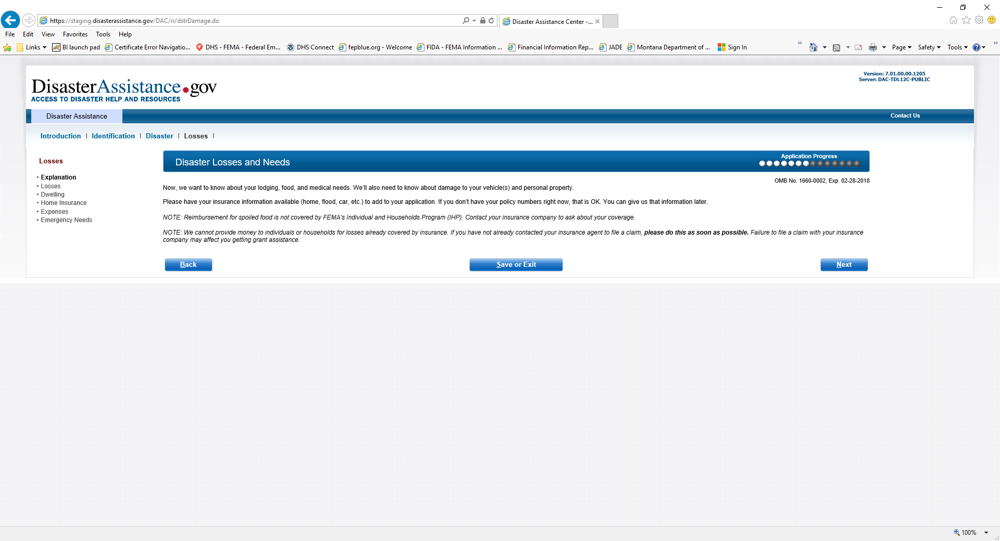 https://staging.disasterassistance.gov/DAC/ri/dstrDamage.do
Disaster Assistance Center -...
File Edit View Favorites Tools Help
Links BI launch pad Certificate Error Navigatio... DHS - FEMA - Federal Em... DHS Connect fepblue.org - Welcome FIDA - FEMA Information ... Financial Information Rep... JADE Montana Department of ... Sign In » Page Safety Tools »
Version: 7.01.00.00.1205
Server: DAC-TDL12C-PUBLIC
DisasterAssistance.gov
ACCESS TO DISASTER HELP AND RESOURCES
Disaster Assistance
Contact Us
Introduction | Identification | Disaster | Losses |
Losses
• Explanation
• Losses
• Dwelling
• Home Insurance
• Expenses
• Emergency Needs
Disaster Losses and Needs
Application Progress
OMB No. 1660-0002, Exp. 02-28-2018
Now, we want to know about your lodging, food, and medical needs. We'll also need to know about damage to your vehicle(s) and personal property.
Please have your insurance information available (home, flood, car, etc.) to add to your application. If you don't have your policy numbers right now, that is OK. You can give us that information later.
NOTE: Reimbursement for spoiled food is not covered by FEMA's Individual and Households Program (IHP). Contact your insurance company to ask about your coverage.
NOTE: We cannot provide money to individuals or households for losses already covered by insurance. If you have not already contacted your insurance agent to file a claim, please do this as soon as possible. Failure to file a claim with your insurance
company may affect you getting grant assistance.
Back
Save or Exit
Next
100%